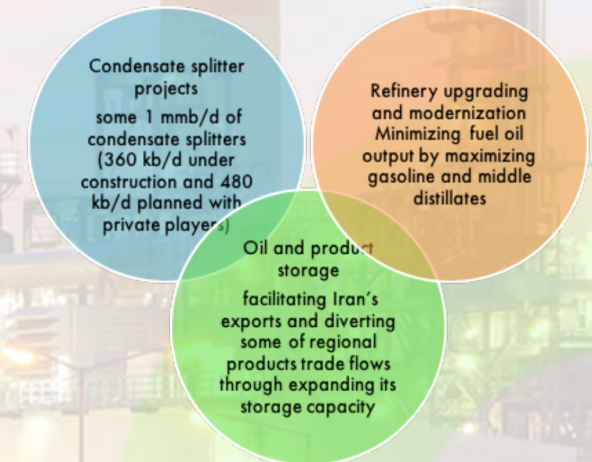 Condensate splitter
projects
some 1 mmb/d of
condensate splitters
(360 kb/d under
construction and 480
kb/d planned with
private players)
Refinery upgrading
and modernization
Minimizing fuel oil
output by maximizing
gasoline and middle
distillates
Oil and product
storage
facilitating Iran's
exports and diverting
some of regional
products trade flows
through expanding its
storage capacity